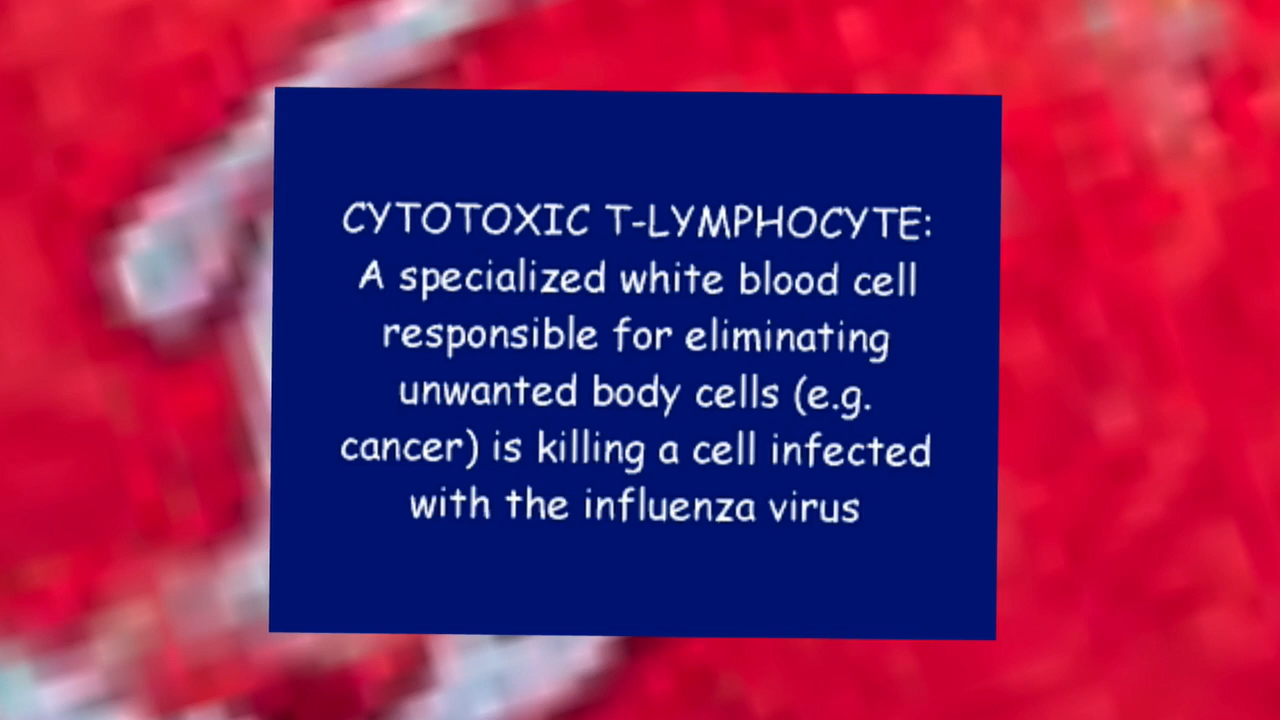 CYTOTOXIC T-LYMPHOCYTE:
A specialized white blood cell
responsible for eliminating
unwanted body cells (e.g.
cancer) is killing a cell infected
with the influenza virus